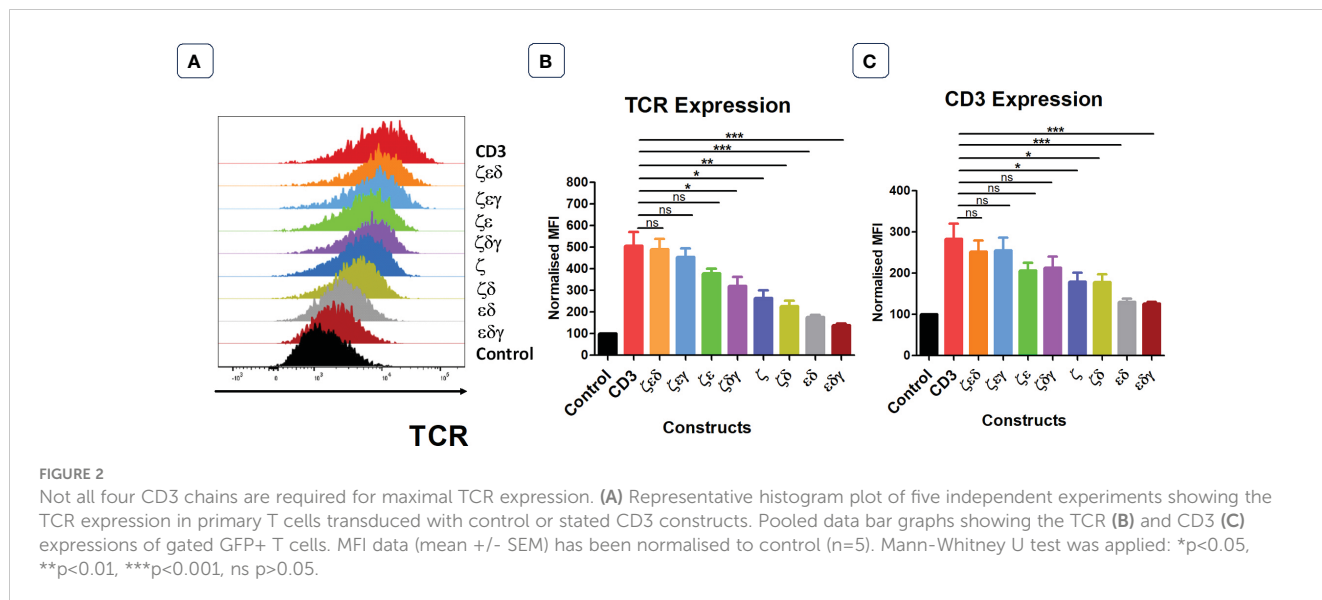 A
B
C
CD3
ζεδ
ζεγ
ζε
ζδγ
ζ
ζδ
εδ
εδγ
Control
-10³ 0 10³ 10⁴ 10⁵
TCR
TCR Expression
***
***
**
*
*
ns
ns
ns
Normalised MFI
800
700
600
500
400
300
200
100
0
Control CD3 ζεδ ζεγ ζε ζδγ ζ ζδ εδ εδγ
Constructs
CD3 Expression
***
***
*
*
ns
ns
ns
ns
Normalised MFI
400
300
200
100
0
Control CD3 ζεδ ζεγ ζε ζδγ ζ ζδ εδ εδγ
Constructs
FIGURE 2
Not all four CD3 chains are required for maximal TCR expression. (A) Representative histogram plot of five independent experiments showing the
TCR expression in primary T cells transduced with control or stated CD3 constructs. Pooled data bar graphs showing the TCR (B) and CD3 (C)
expressions of gated GFP+ T cells. MFI data (mean +/- SEM) has been normalised to control (n=5). Mann-Whitney U test was applied: *p<0.05,
**p<0.01, ***p<0.001, ns p>0.05.